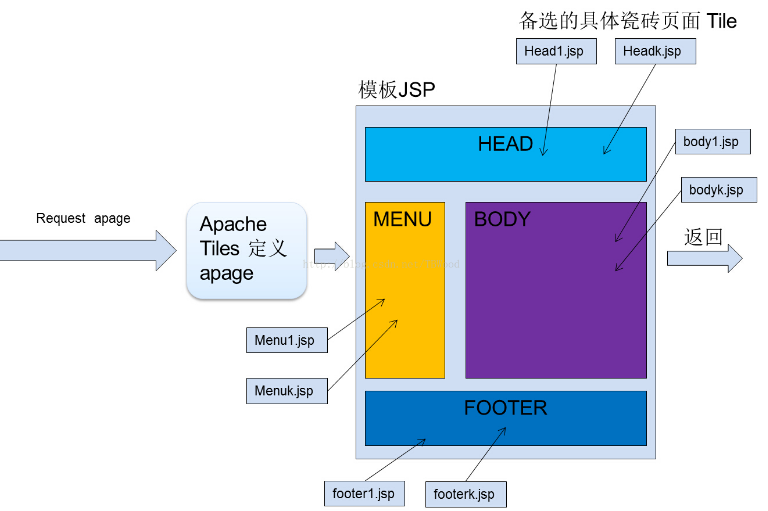 备选的具体瓷砖页面 Tile
Head1.jsp
Headk.jsp
模板JSP
HEAD
body1.jsp
bodyk.jsp
Request apage
Apache
Tiles 定义
apage
MENU
BODY
返回
Menu1.jsp
Menuk.jsp
FOOTER
footer1.jsp
footerk.jsp